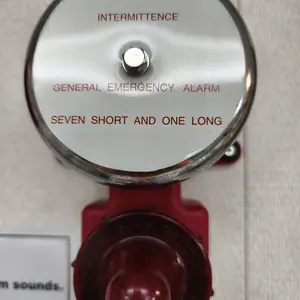 INTERMITTENCE
GENERAL EMERGENCY ALARM
SEVEN SHORT AND ONE LONG
m sounds.